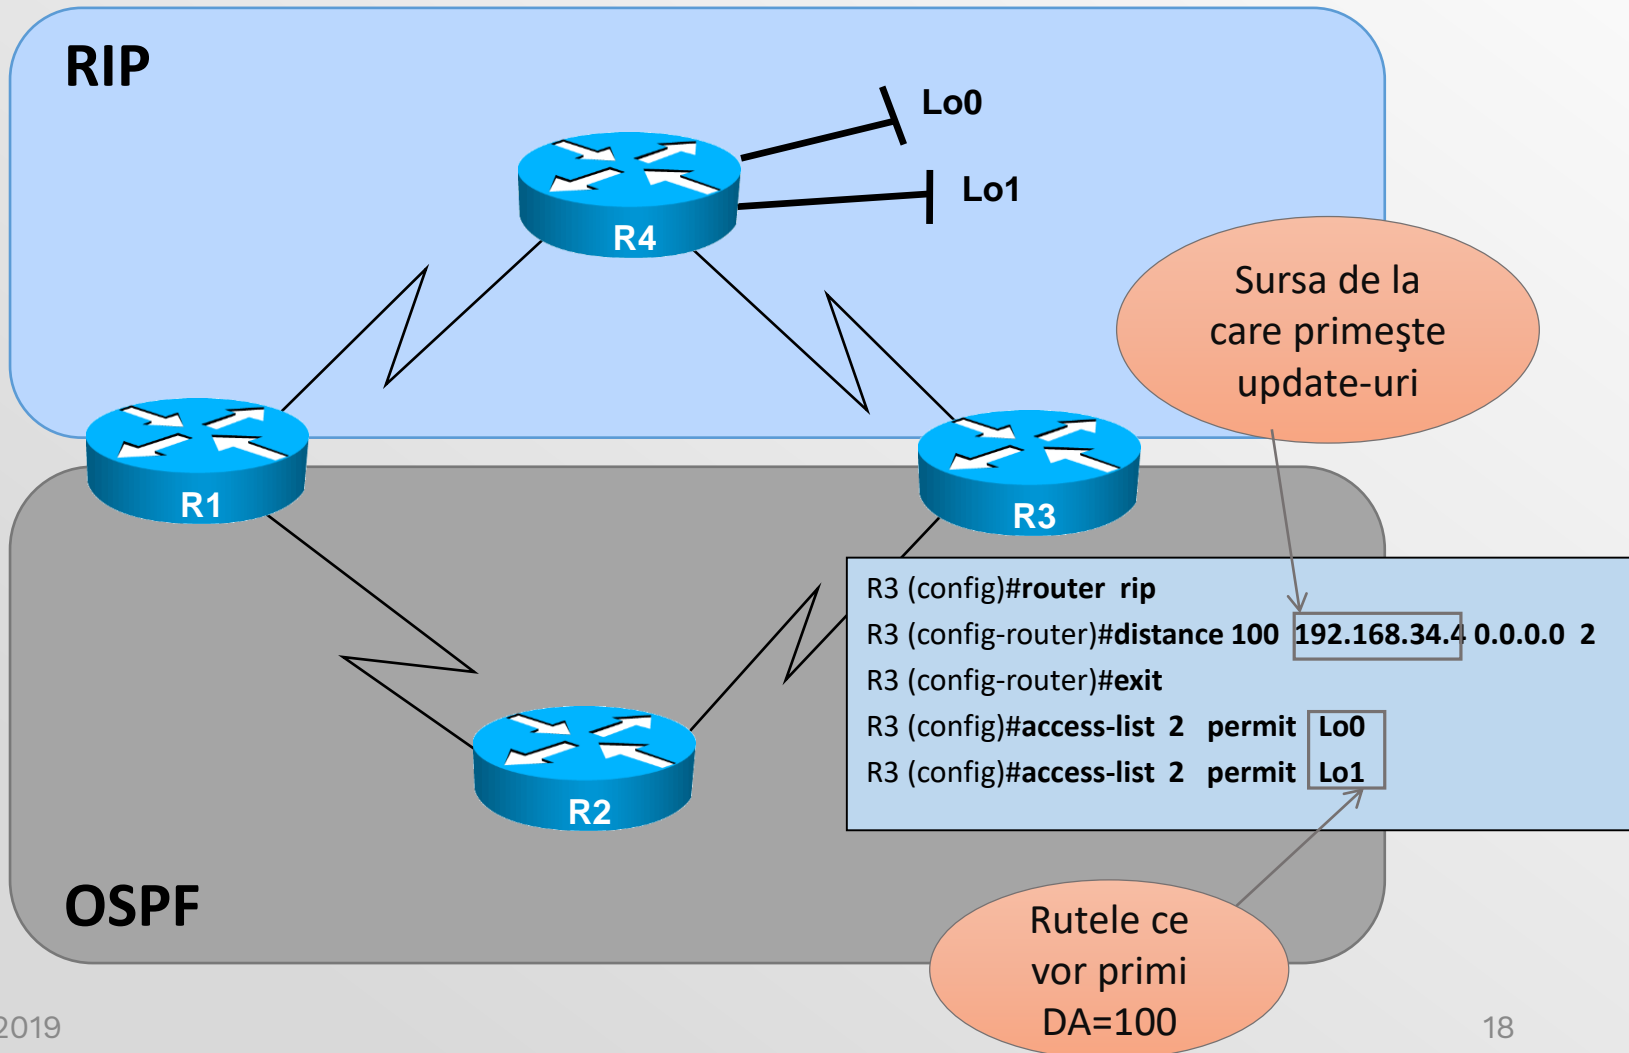 RIP
Lo0
Lo1
R4
Sursa de la
care primeşte
update-uri
R1
R3
R3 (config)#router rip
R3 (config-router)#distance 100 192.168.34.4 0.0.0.0 2
R3 (config-router)#exit
R3 (config)#access-list 2 permit Lo0
R3 (config)#access-list 2 permit Lo1
R2
OSPF
Rutele ce
vor primi
DA=100
2019
18